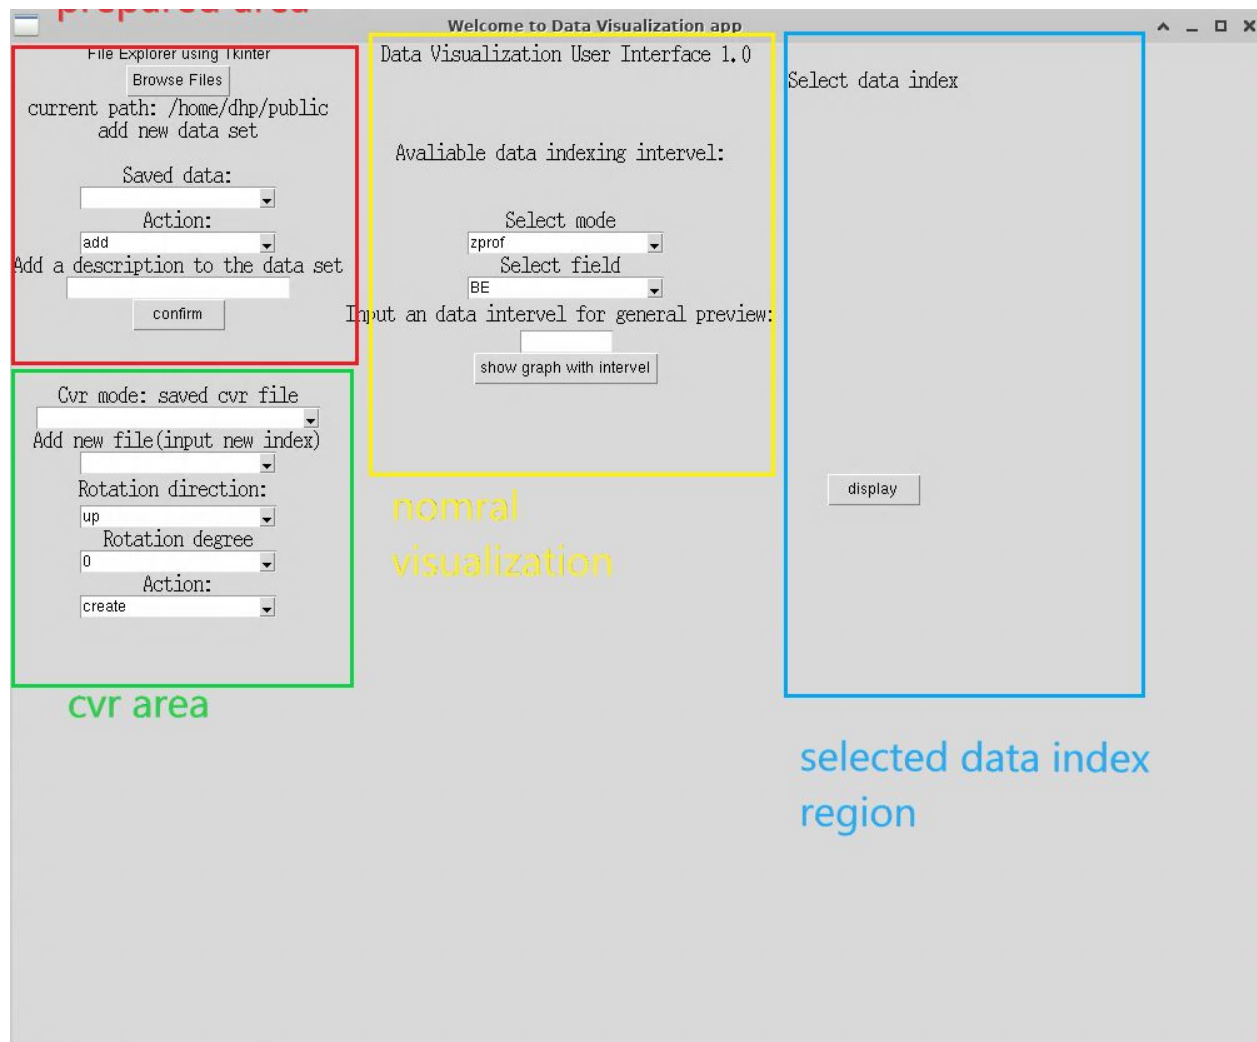 prepared area
Welcome to Data Visualization app
File Explorer using Tkinter
Browse Files
current path: /home/dhp/public
add new data set
Saved data:
Action:
add
Add a description to the data set
confirm
Cvr mode: saved cvr file
Add new file(input new index)
Rotation direction:
up
Rotation degree
0
Action:
create
cvr area
Data Visualization User Interface 1.0
Avaliable data indexing intervel:
Select mode
zprof
Select field
BE
Input an data intervel for general preview:
show graph with intervel
nomral
visualization
Select data index
display
selected data index
region